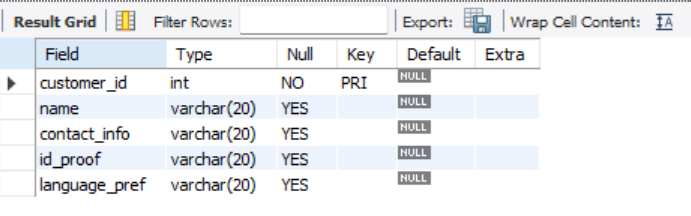 Result Grid Filter Rows: Export: Wrap Cell Content: IA
Field Type Null Key Default Extra
customer_id int NO PRI NULL
name varchar(20) YES NULL
contact_info varchar(20) YES NULL
id_proof varchar(20) YES NULL
language_pref varchar(20) YES NULL